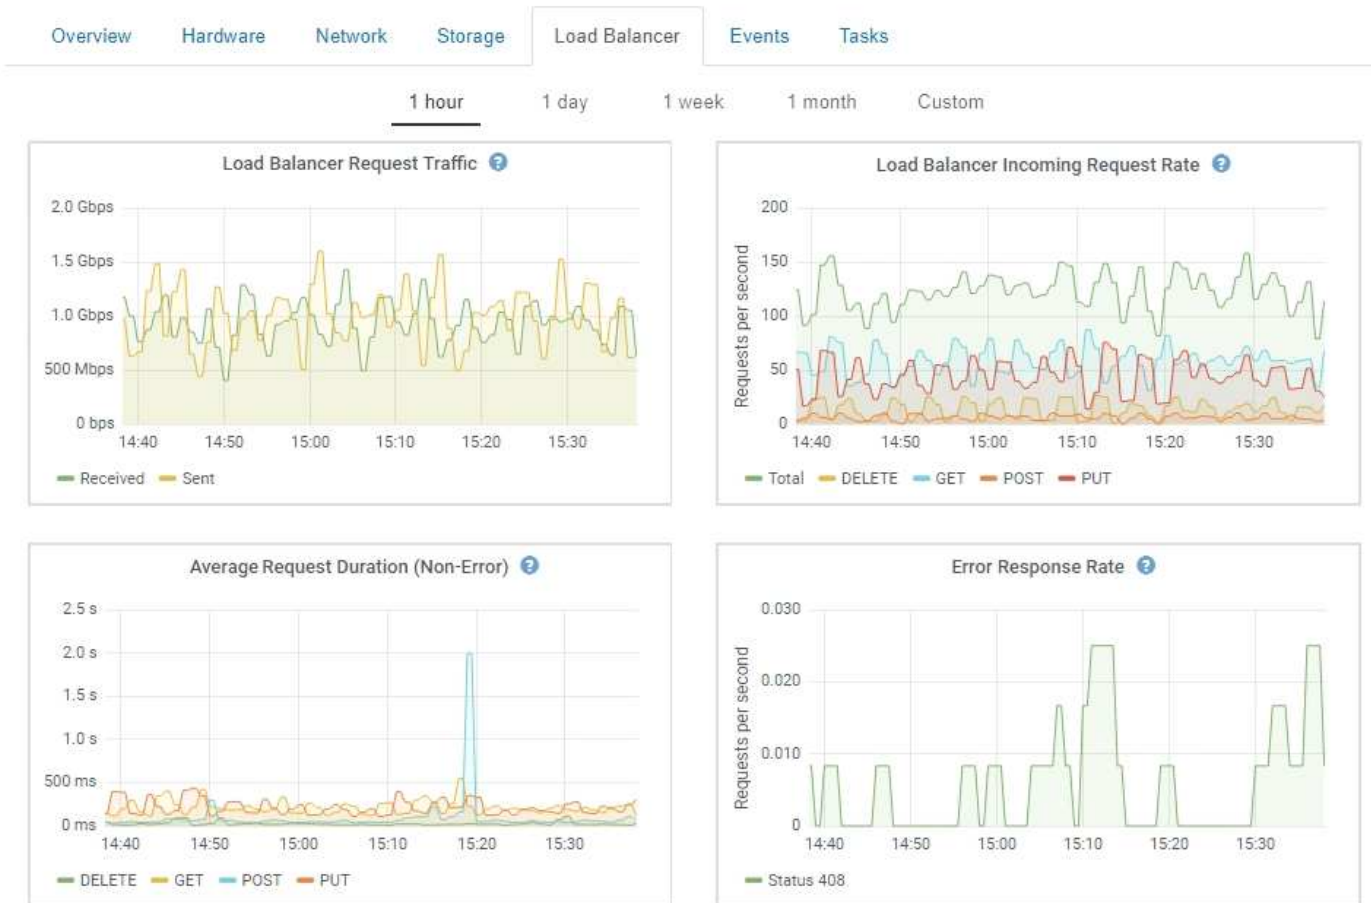 Overview Hardware Network Storage Load Balancer Events Tasks
1 hour 1 day 1 week 1 month Custom
Load Balancer Request Traffic ?
2.0 Gbps
1.5 Gbps
1.0 Gbps
500 Mbps
0 bps
14:40 14:50 15:00 15:10 15:20 15:30
Received Sent
Load Balancer Incoming Request Rate ?
Requests per second
200
150
100
50
0
14:40 14:50 15:00 15:10 15:20 15:30
Total DELETE GET POST PUT
Average Request Duration (Non-Error) ?
2.5 s
2.0 s
1.5 s
1.0 s
500 ms
0 ms
14:40 14:50 15:00 15:10 15:20 15:30
DELETE GET POST PUT
Error Response Rate ?
Requests per second
0.030
0.020
0.010
0
14:40 14:50 15:00 15:10 15:20 15:30
Status 408